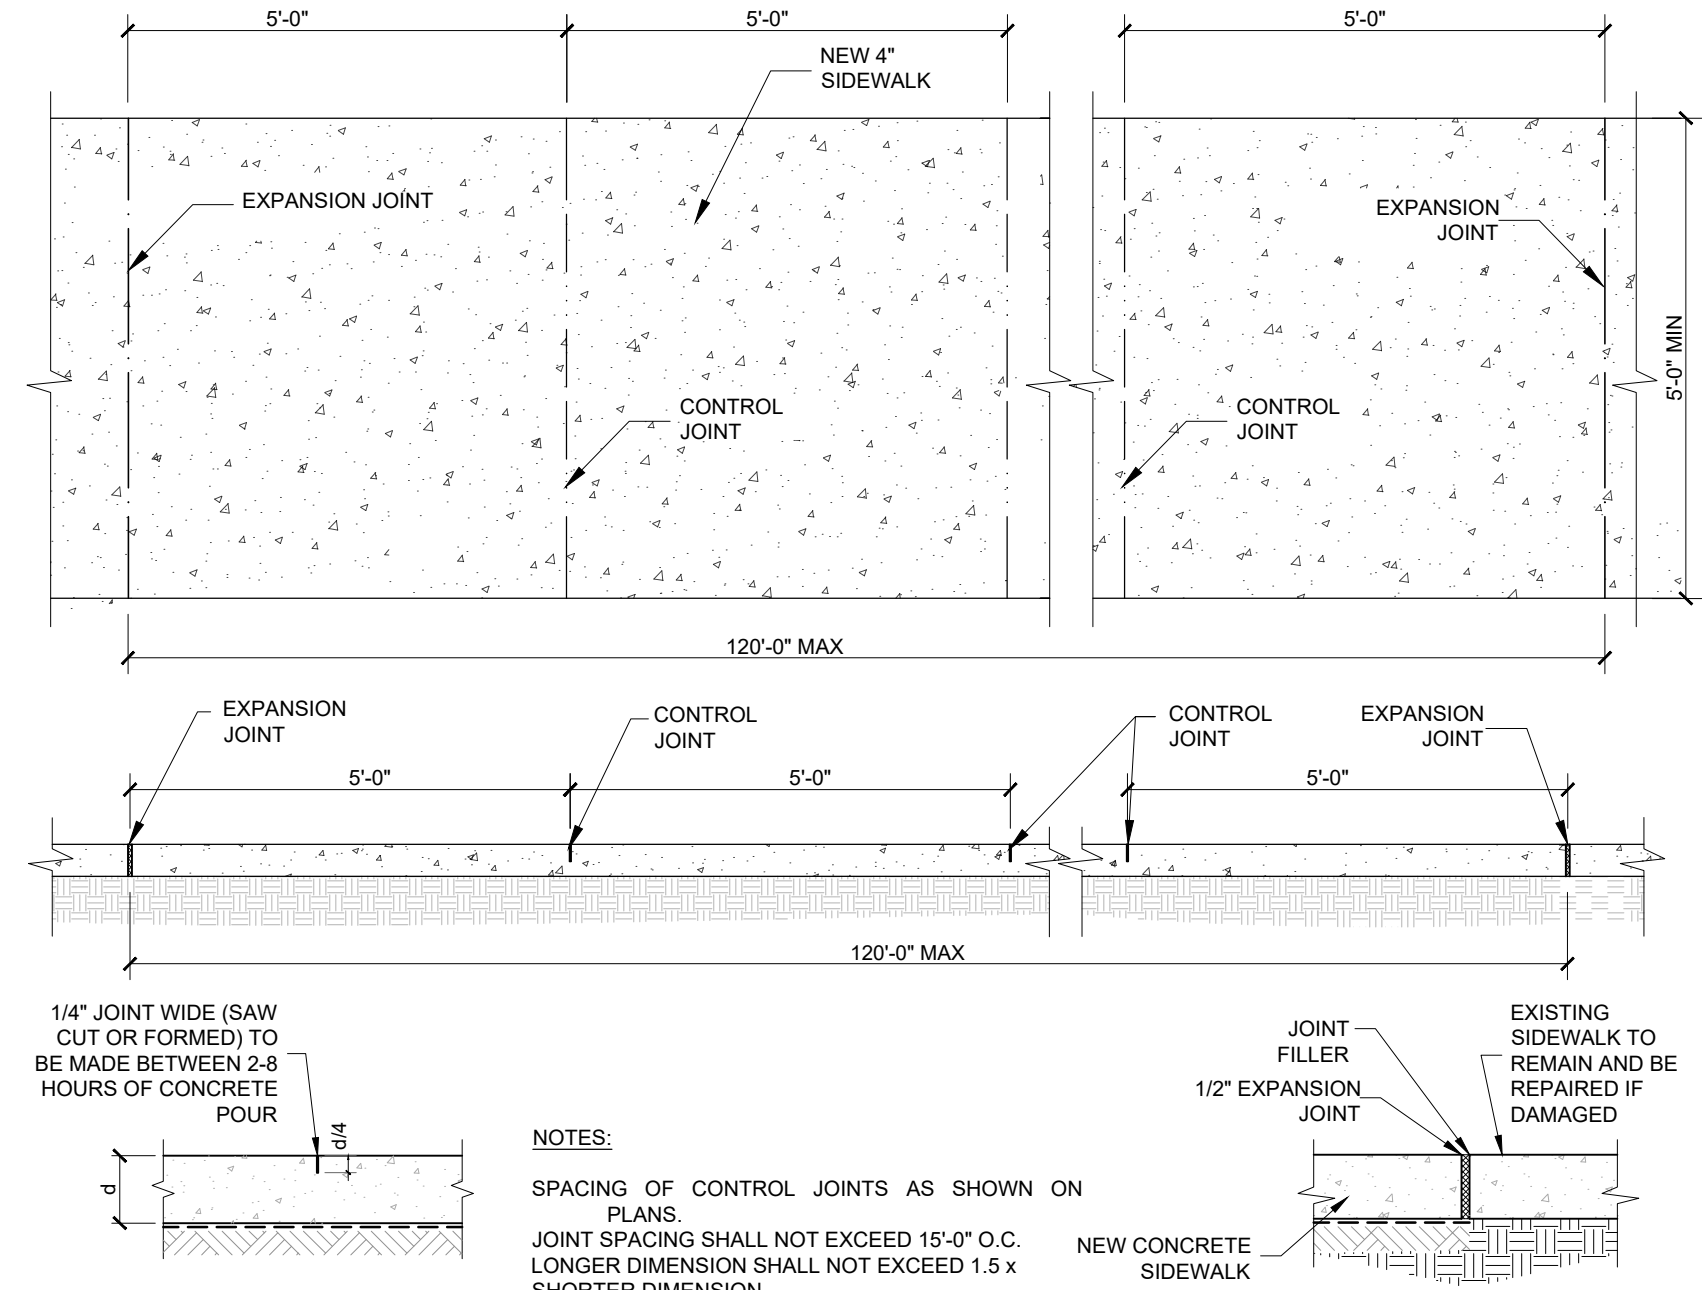 5'-0"
5'-0"
5'-0"
NEW 4"
SIDEWALK
EXPANSION JOINT
EXPANSION
JOINT
5'-0" MIN
CONTROL
JOINT
CONTROL
JOINT
120'-0" MAX
EXPANSION
JOINT
CONTROL
JOINT
CONTROL
JOINT
EXPANSION
JOINT
5'-0"
5'-0"
5'-0"
120'-0" MAX
1/4" JOINT WIDE (SAW
CUT OR FORMED) TO
BE MADE BETWEEN 2-8
HOURS OF CONCRETE
POUR
d/4
d
NOTES:
SPACING OF CONTROL JOINTS AS SHOWN ON
PLANS.
JOINT SPACING SHALL NOT EXCEED 15'-0" O.C.
LONGER DIMENSION SHALL NOT EXCEED 1.5 x
SHORTER DIMENSION
JOINT
FILLER
1/2" EXPANSION
JOINT
EXISTING
SIDEWALK TO
REMAIN AND BE
REPAIRED IF
DAMAGED
NEW CONCRETE
SIDEWALK